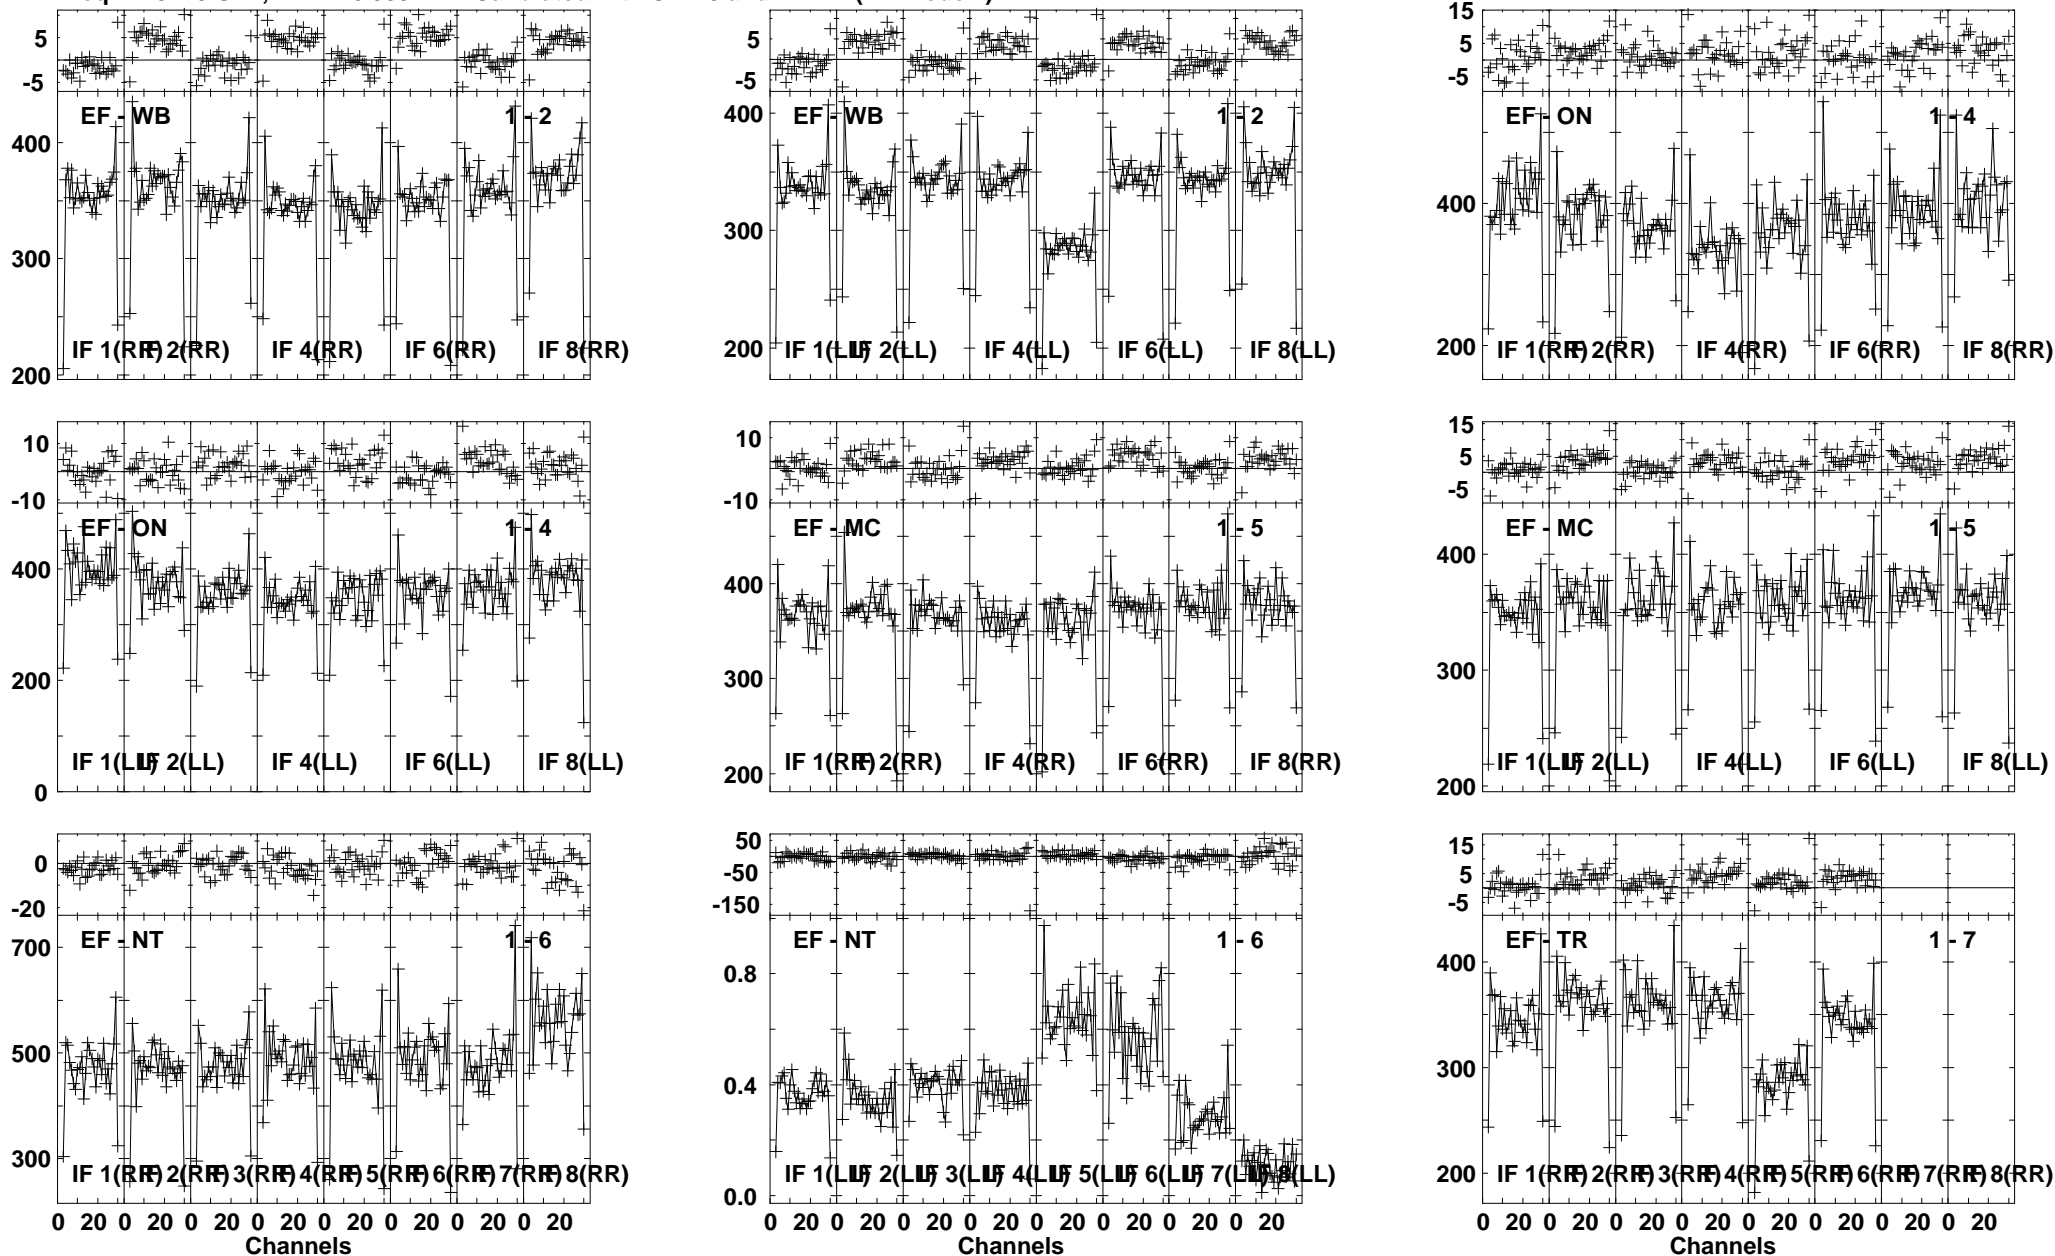 5 5 15
5
-5 -5 -5
EF - WB 1 - 2 EF - WB 1 - 2 EF - ON 1 - 4
400 400
400
300 300
IF 1(RR) IF 2(RR) IF 4(RR) IF 6(RR) IF 8(RR) IF 1(LL) IF 2(LL) IF 4(LL) IF 6(LL) IF 8(LL) IF 1(RR) IF 2(RR) IF 4(RR) IF 6(RR) IF 8(RR)
200 200 200
10 10 15
5
-10 -10 -5
EF - ON 1 - 4 EF - MC 1 - 5 EF - MC 1 - 5
400 400 400
300 300
200
IF 1(LL) IF 2(LL) IF 4(LL) IF 6(LL) IF 8(LL) IF 1(RR) IF 2(RR) IF 4(RR) IF 6(RR) IF 8(RR) IF 1(LL) IF 2(LL) IF 4(LL) IF 6(LL) IF 8(LL)
0 200 200
0 50 15
-50 5
-20 -150 -5
EF - NT 1 - 6 EF - NT 1 - 6 EF - TR 1 - 7
700 0.8 400
500 0.4 300
300
IF 1(RR) IF 2(RR) IF 3(RR) IF 4(RR) IF 5(RR) IF 6(RR) IF 7(RR) IF 8(RR) IF 1(LL) IF 2(LL) IF 3(LL) IF 4(LL) IF 5(LL) IF 6(LL) IF 7(LL) IF 8(LL) IF 1(RR) IF 2(RR) IF 3(RR) IF 4(RR) IF 5(RR) IF 6(RR) IF 7(RR) IF 8(RR)
0.0 200
0 20 0 20 0 20 0 20 0 20 0 20 0 20 0 20 0 20 0 20 0 20 0 20 0 20 0 20 0 20 0 20 0 20 0 20 0 20 0 20 0 20 0 20 0 20 0 20
Channels Channels Channels